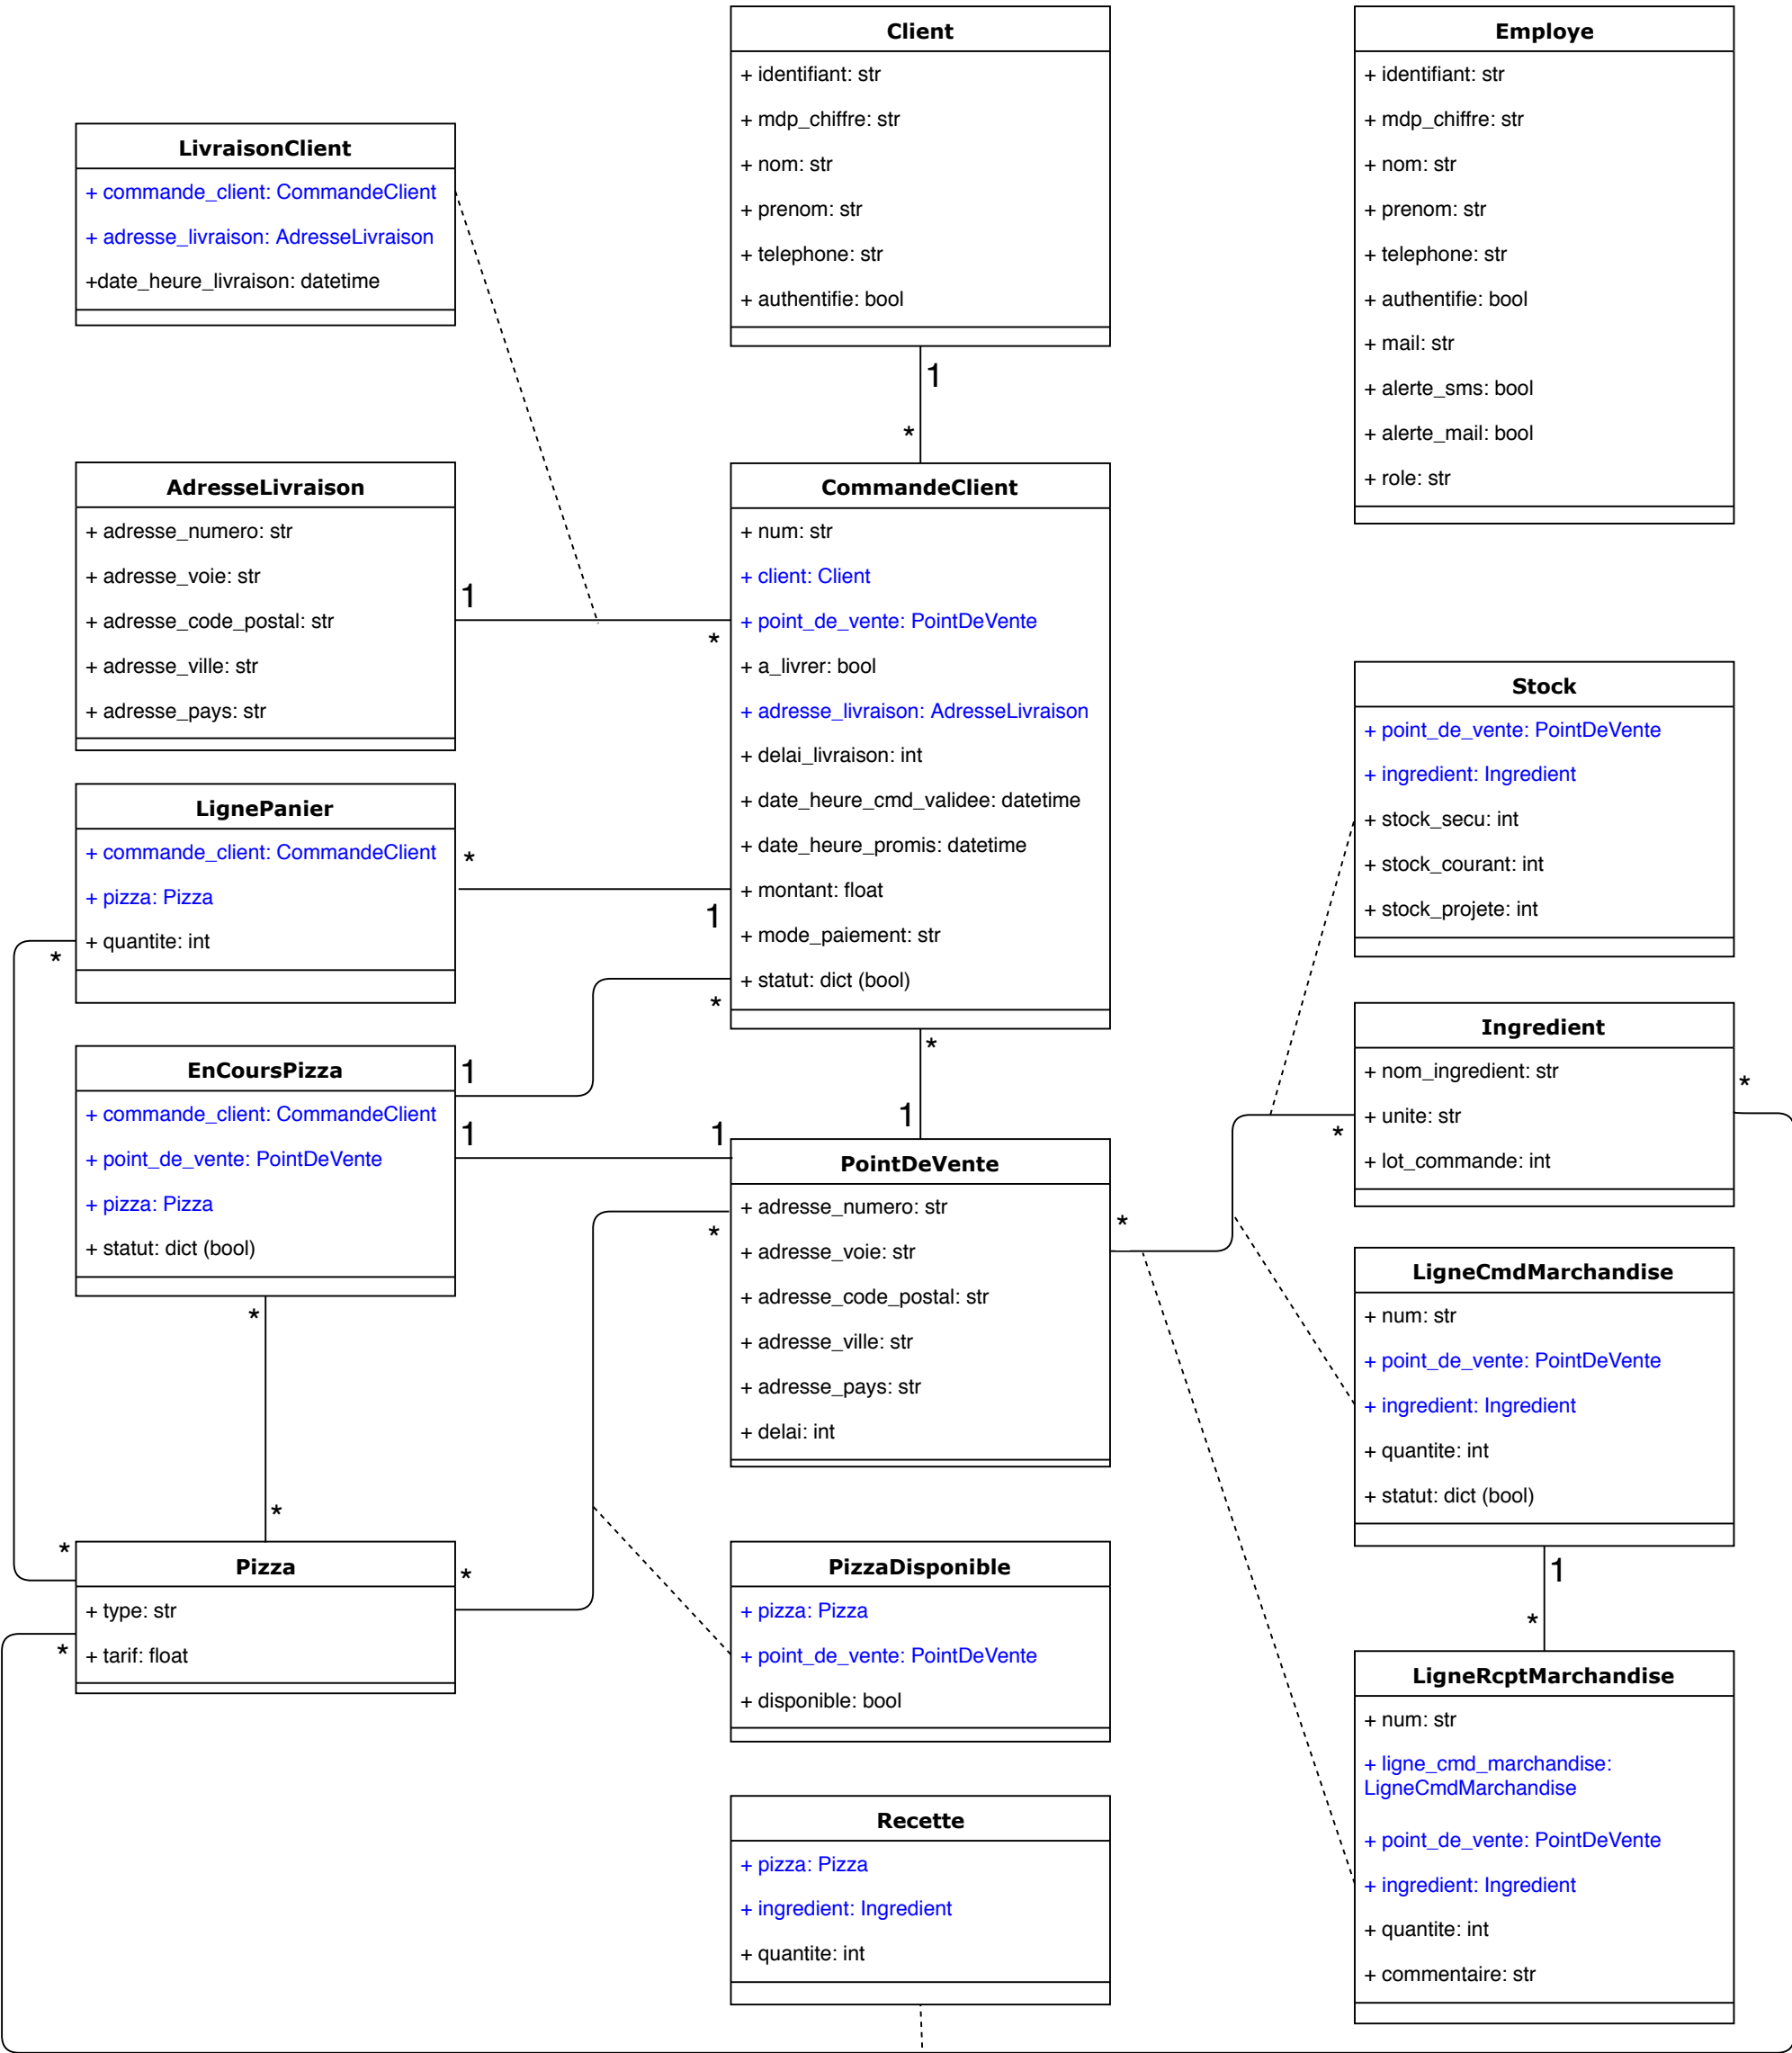 Client
+ identifiant: str
+ mdp_chiffre: str
+ nom: str
+ prenom: str
+ telephone: str
+ authentifie: bool
1
*
Employe
+ identifiant: str
+ mdp_chiffre: str
+ nom: str
+ prenom: str
+ telephone: str
+ authentifie: bool
+ mail: str
+ alerte_sms: bool
+ alerte_mail: bool
+ role: str
LivraisonClient
+ commande_client: CommandeClient
+ adresse_livraison: AdresseLivraison
+date_heure_livraison: datetime
AdresseLivraison
+ adresse_numero: str
+ adresse_voie: str
+ adresse_code_postal: str
+ adresse_ville: str
+ adresse_pays: str
1
*
CommandeClient
+ num: str
+ client: Client
+ point_de_vente: PointDeVente
+ a_livrer: bool
+ adresse_livraison: AdresseLivraison
+ delai_livraison: int
+ date_heure_cmd_validee: datetime
+ date_heure_promis: datetime
+ montant: float
+ mode_paiement: str
+ statut: dict (bool)
Stock
+ point_de_vente: PointDeVente
+ ingredient: Ingredient
+ stock_secu: int
+ stock_courant: int
+ stock_projete: int
LignePanier
+ commande_client: CommandeClient
+ pizza: Pizza
+ quantite: int
*
1
*
*
*
1
Ingredient
+ nom_ingredient: str
+ unite: str
+ lot_commande: int
*
*
EnCoursPizza
+ commande_client: CommandeClient
+ point_de_vente: PointDeVente
+ pizza: Pizza
+ statut: dict (bool)
1
1
1
*
*
PointDeVente
+ adresse_numero: str
+ adresse_voie: str
+ adresse_code_postal: str
+ adresse_ville: str
+ adresse_pays: str
+ delai: int
*
*
LigneCmdMarchandise
+ num: str
+ point_de_vente: PointDeVente
+ ingredient: Ingredient
+ quantite: int
+ statut: dict (bool)
1
*
Pizza
+ type: str
+ tarif: float
*
*
*
PizzaDisponible
+ pizza: Pizza
+ point_de_vente: PointDeVente
+ disponible: bool
LigneRcptMarchandise
+ num: str
+ ligne_cmd_marchandise:
LigneCmdMarchandise
+ point_de_vente: PointDeVente
+ ingredient: Ingredient
+ quantite: int
+ commentaire: str
Recette
+ pizza: Pizza
+ ingredient: Ingredient
+ quantite: int